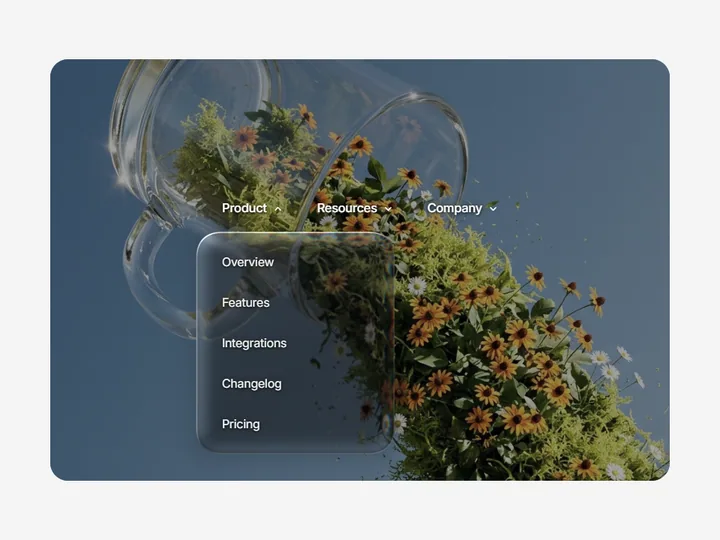 Product
Resources
Company
Overview
Features
Integrations
Changelog
Pricing